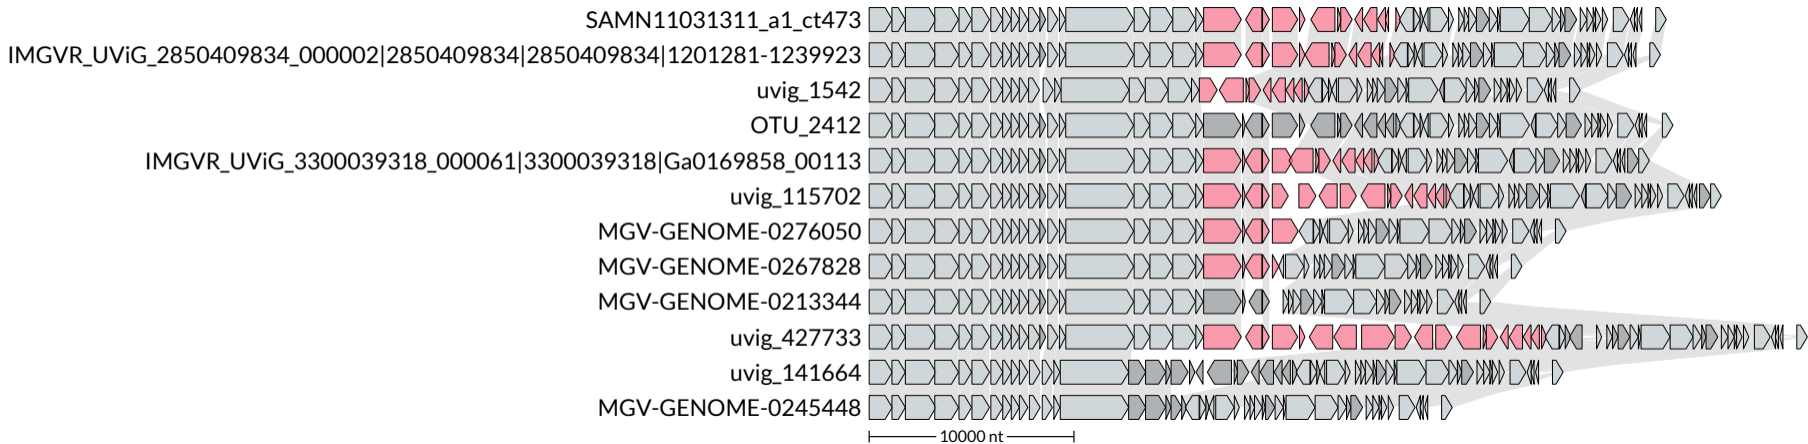 SAMN11031311_a1_ct473
IMGVR_UViG_2850409834_000002|2850409834|2850409834|1201281-1239923
uvig_1542
OTU_2412
IMGVR_UViG_3300039318_000061|3300039318|Ga0169858_00113
uvig_115702
MGV-GENOME-0276050
MGV-GENOME-0267828
MGV-GENOME-0213344
uvig_427733
uvig_141664
MGV-GENOME-0245448
10000 nt